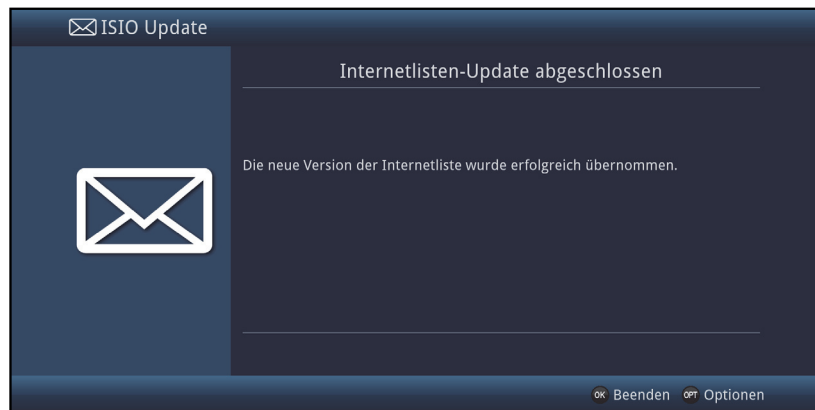 ISIO Update
Internetlisten-Update abgeschlossen
Die neue Version der Internetliste wurde erfolgreich übernommen.
OK Beenden OPT Optionen